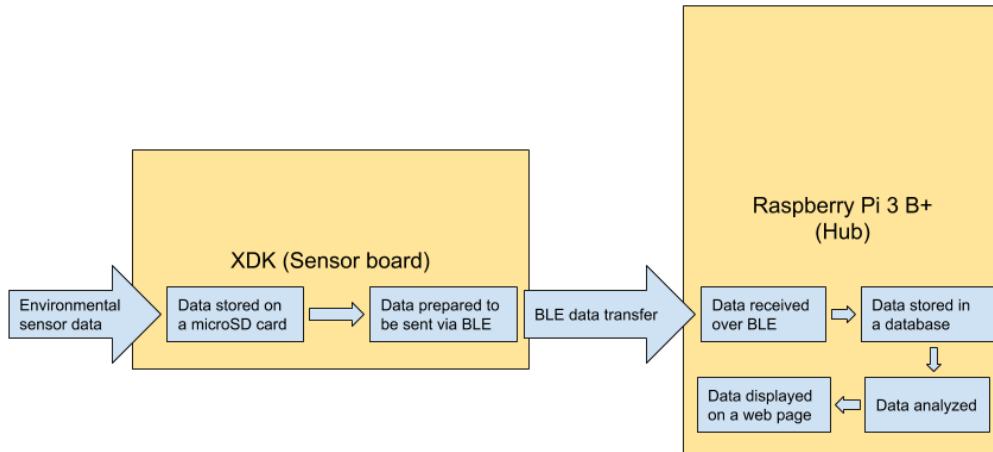 Raspberry Pi 3 B+
(Hub)
XDK (Sensor board)
Environmental
sensor data
Data stored on
a microSD card
Data prepared to
be sent via BLE
BLE data transfer
Data received
over BLE
Data stored in
a database
Data analyzed
Data displayed
on a web page